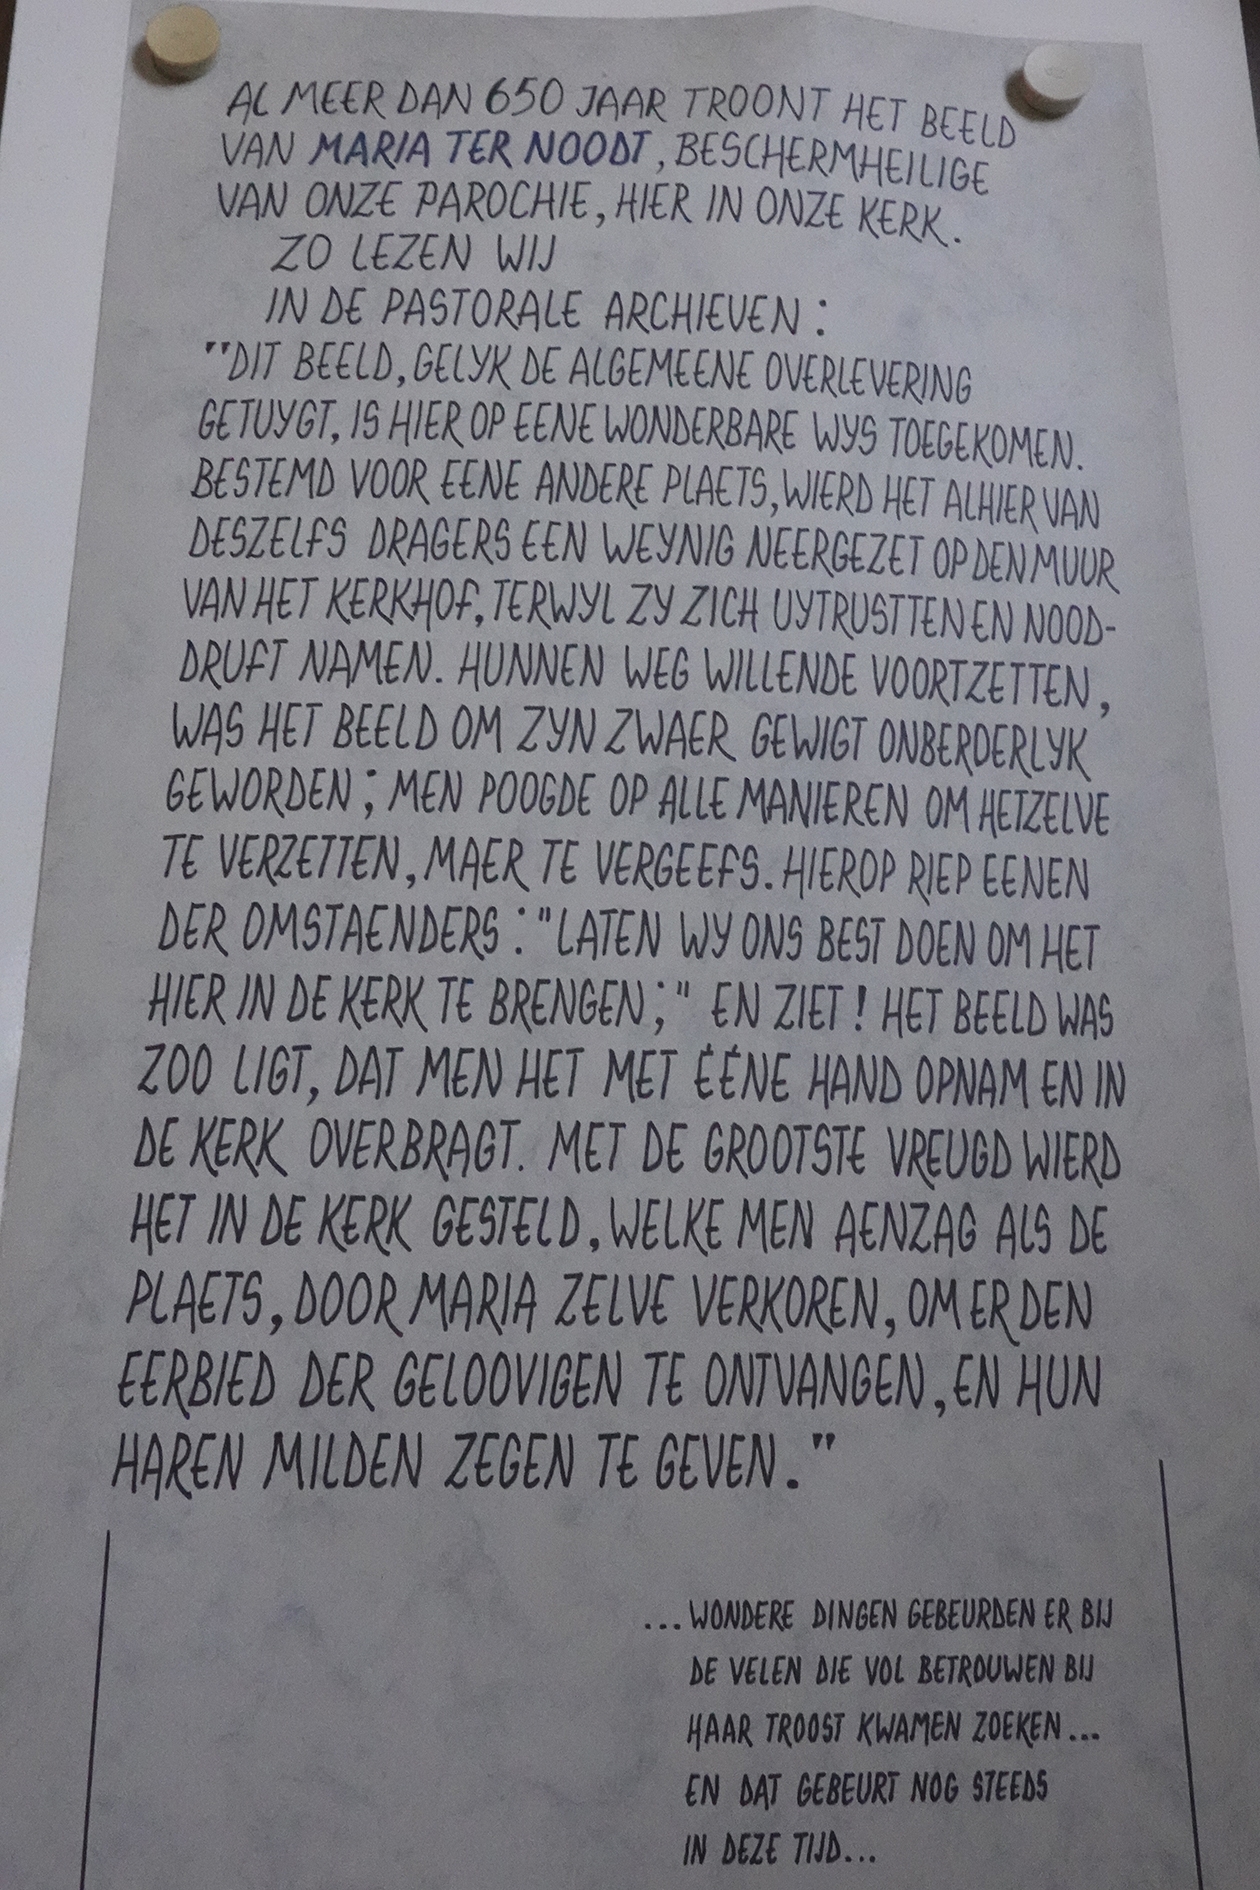 AL MEER DAN 650 JAAR TROONT HET BEELD
VAN MARIA TER NOODT, BESCHERMHEILIGE
VAN ONZE PAROCHIE, HIER IN ONZE KERK.
ZO LEZEN WIJ
IN DE PASTORALE ARCHIEVEN :
"DIT BEELD, GELYK DE ALGEMEENE OVERLEVERING
GETUYGT, IS HIER OP EENE WONDERBARE WYS TOEGEKOMEN.
BESTEMD VOOR EENE ANDERE PLAETS, WIERD HET ALHIER VAN
DESZELFS DRAGERS EEN WEYNIG NEERGEZET OP DEN MUUR
VAN HET KERKHOF, TERWYL ZY ZICH UYTRUSTTEN EN NOOD-
DRUFT NAMEN. HUNNEN WEG WILLENDE VOORTZETTEN,
WAS HET BEELD OM ZYN ZWAER GEWIGT ONBERDERLYK
GEWORDEN ; MEN POOGDE OP ALLE MANIEREN OM HETZELVE
TE VERZETTEN, MAER TE VERGEEFS. HIEROP RIEP EENEN
DER OMSTAENDERS : "LATEN WY ONS BEST DOEN OM HET
HIER IN DE KERK TE BRENGEN ;" EN ZIET ! HET BEELD WAS
ZOO LIGT, DAT MEN HET MET ÉÉNE HAND OPNAM EN IN
DE KERK OVERBRAGT. MET DE GROOTSTE VREUGD WIERD
HET IN DE KERK GESTELD, WELKE MEN AENZAG ALS DE
PLAETS, DOOR MARIA ZELVE VERKOREN, OM ER DEN
EERBIED DER GELOOVIGEN TE ONTVANGEN, EN HUN
HAREN MILDEN ZEGEN TE GEVEN."
...WONDERE DINGEN GEBEURDEN ER BIJ
DE VELEN DIE VOL BETROUWEN BIJ
HAAR TROOST KWAMEN ZOEKEN...
EN DAT GEBEURT NOG STEEDS
IN DEZE TIJD...